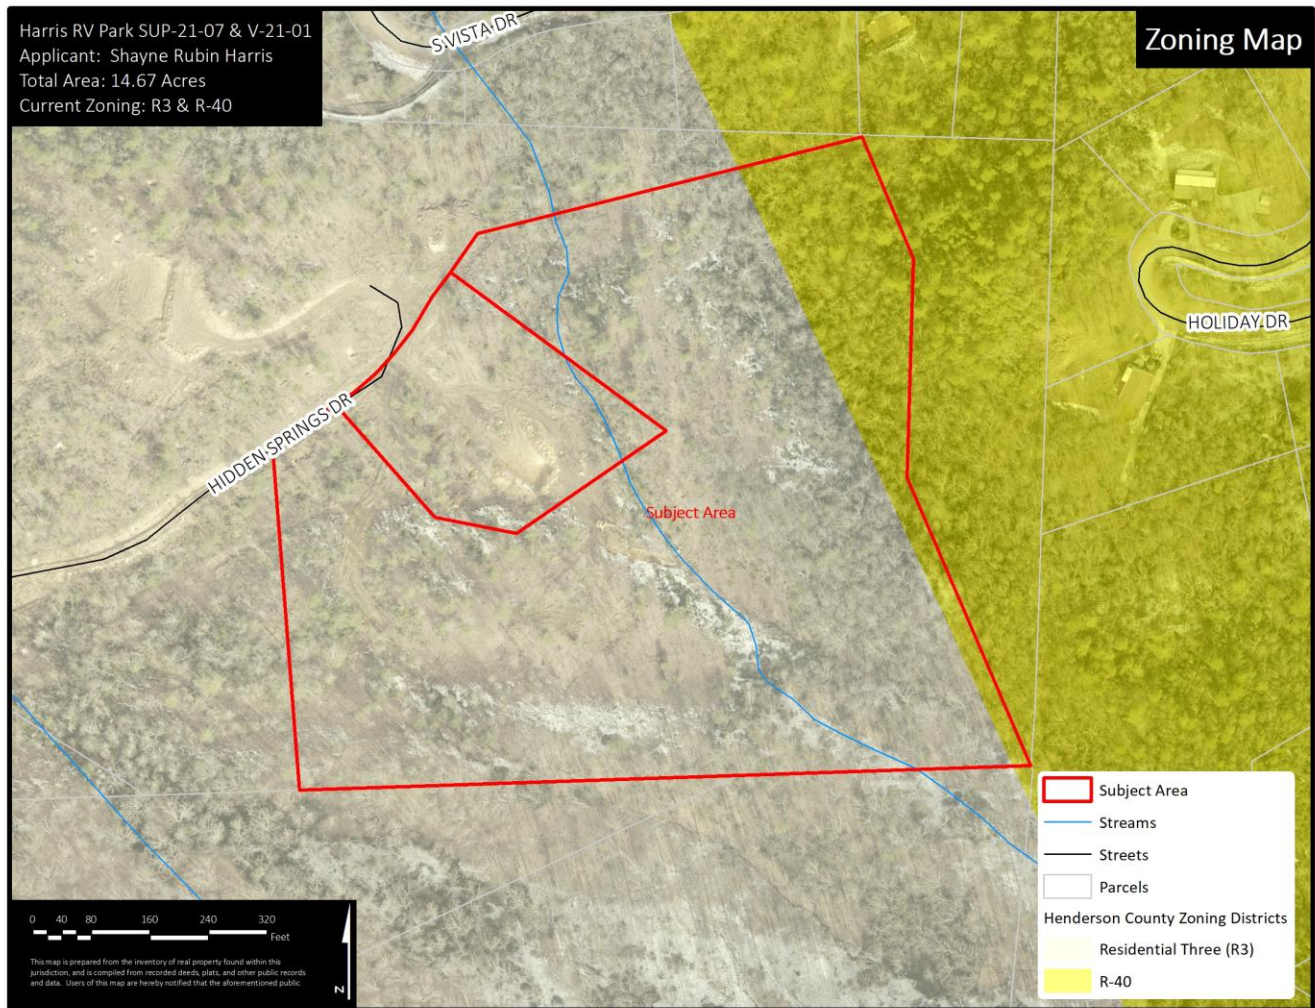 Harris RV Park SUP-21-07 & V-21-01
Applicant: Shayne Rubin Harris
Total Area: 14.67 Acres
Current Zoning: R3 & R-40
Zoning Map
S VISTA DR
HOLIDAY DR
HIDDEN SPRINGS DR
Subject Area
Subject Area
Streams
Streets
Parcels
Henderson County Zoning Districts
Residential Three (R3)
R-40
0 40 80 160 240 320
Feet
This map is prepared from the inventory of real property found within this
jurisdiction, and is compiled from recorded deeds, plats, and other public records
and data. Users of this map are hereby notified that the aforementioned public
N